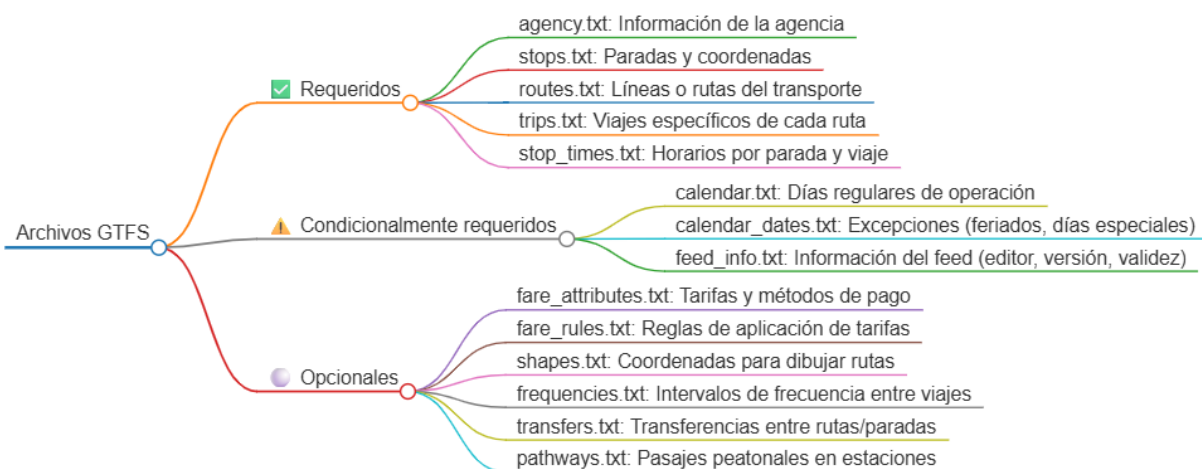 Archivos GTFS
✅ Requeridos
agency.txt: Información de la agencia
stops.txt: Paradas y coordenadas
routes.txt: Líneas o rutas del transporte
trips.txt: Viajes específicos de cada ruta
stop_times.txt: Horarios por parada y viaje
⚠️ Condicionalmente requeridos
calendar.txt: Días regulares de operación
calendar_dates.txt: Excepciones (feriados, días especiales)
feed_info.txt: Información del feed (editor, versión, validez)
Opcionales
fare_attributes.txt: Tarifas y métodos de pago
fare_rules.txt: Reglas de aplicación de tarifas
shapes.txt: Coordenadas para dibujar rutas
frequencies.txt: Intervalos de frecuencia entre viajes
transfers.txt: Transferencias entre rutas/paradas
pathways.txt: Pasajes peatonales en estaciones